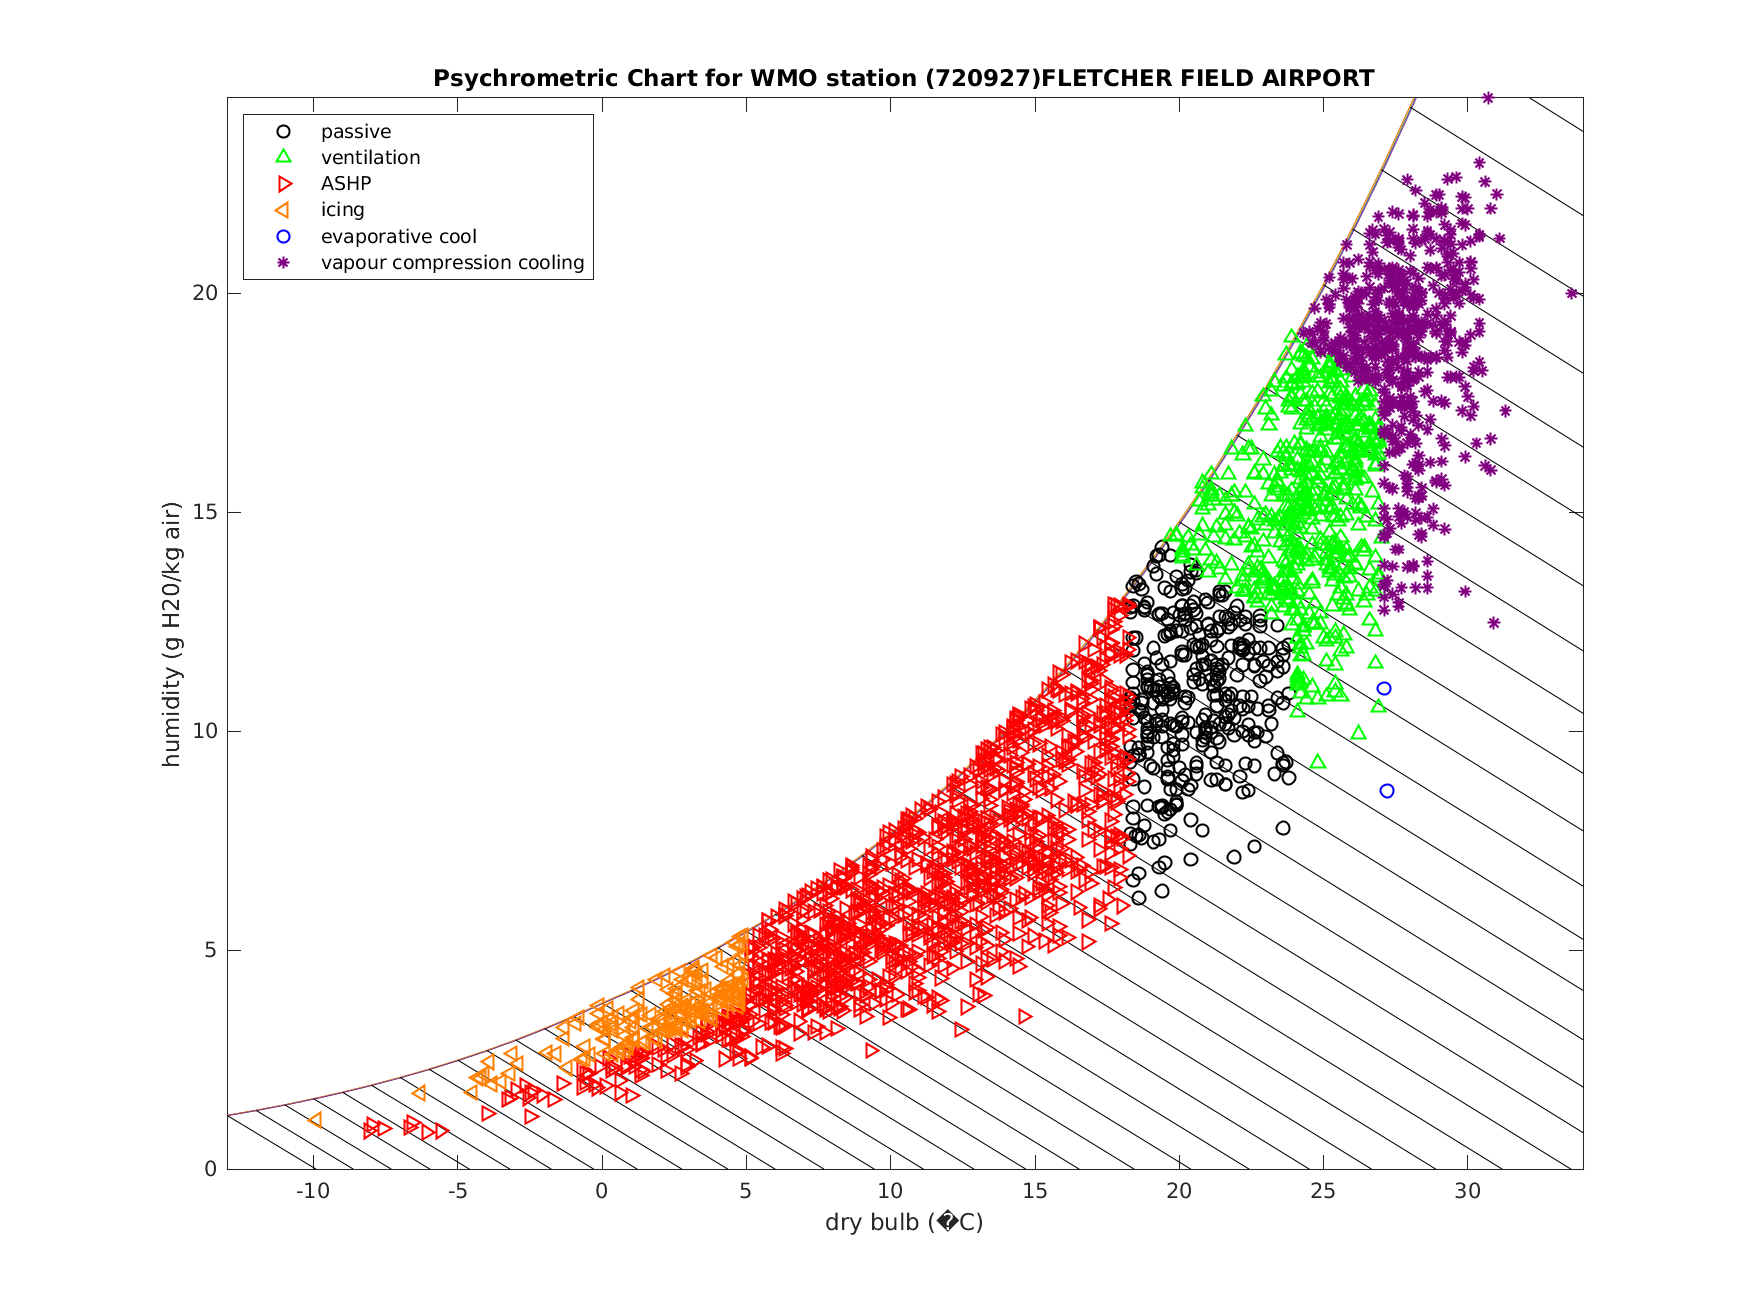 Psychrometric Chart for WMO station (720927)FLETCHER FIELD AIRPORT
passive
ventilation
ASHP
icing
evaporative cool
vapour compression cooling
20
15
10
5
0
humidity (g H20/kg air)
-10 -5 0 5 10 15 20 25 30
dry bulb (�C)